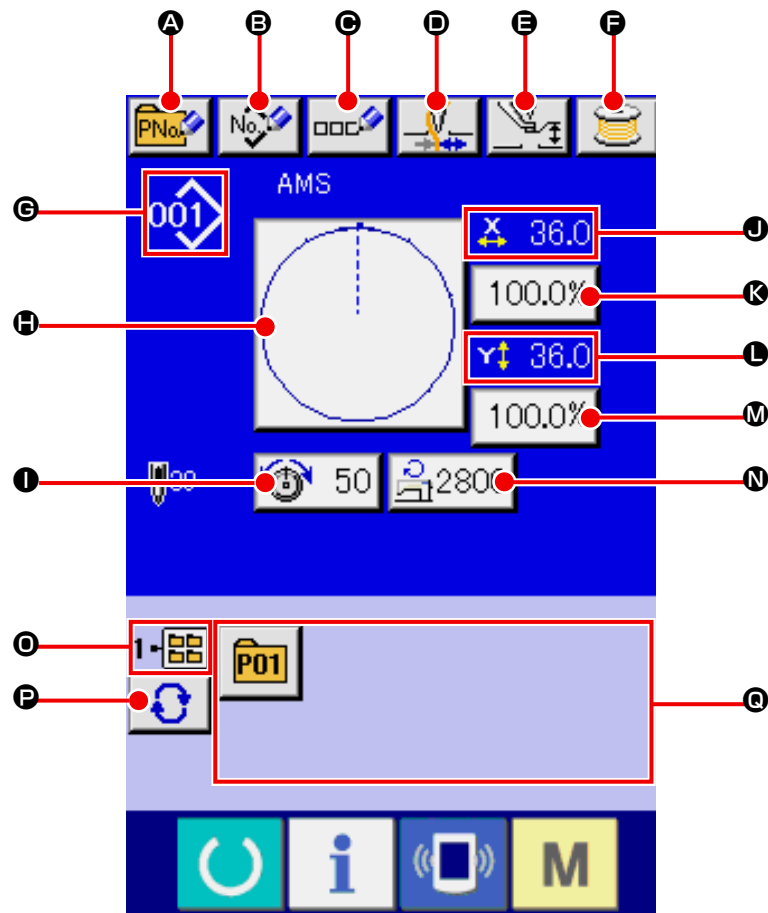 A B C D E F
PNo. No.
AMS
G 001 X 36.0 J
100.0% K
H Y 36.0 L
100.0% M
I 50 2800 N
O 1
P01
P Q
i M